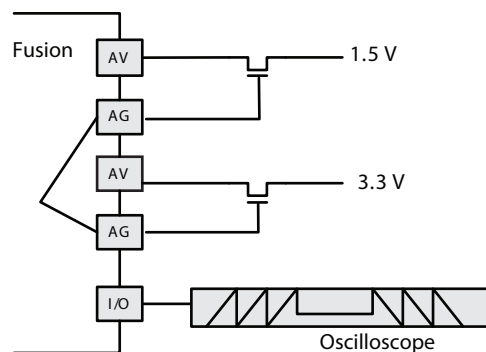 Fusion
AV
1.5 V
AG
AV
3.3 V
AG
I/O
Oscilloscope